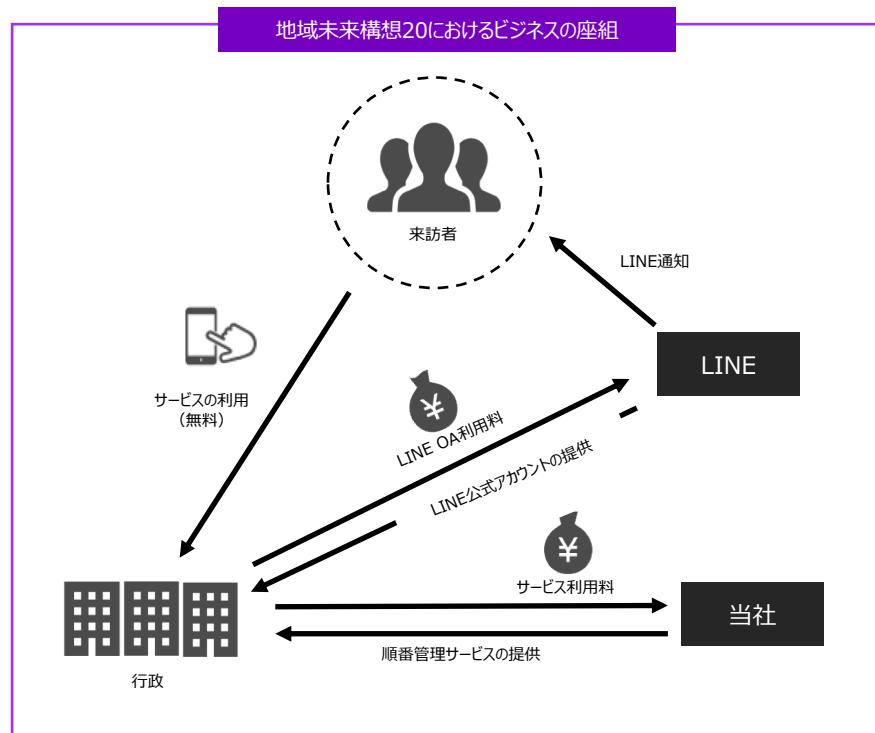 地域未来構想20におけるビジネスの座組
来訪者
LINE通知
LINE
サービスの利用
（無料）
¥
LINE OA利用料
LINE公式アカウントの提供
¥
サービス利用料
当社
順番管理サービスの提供
行政